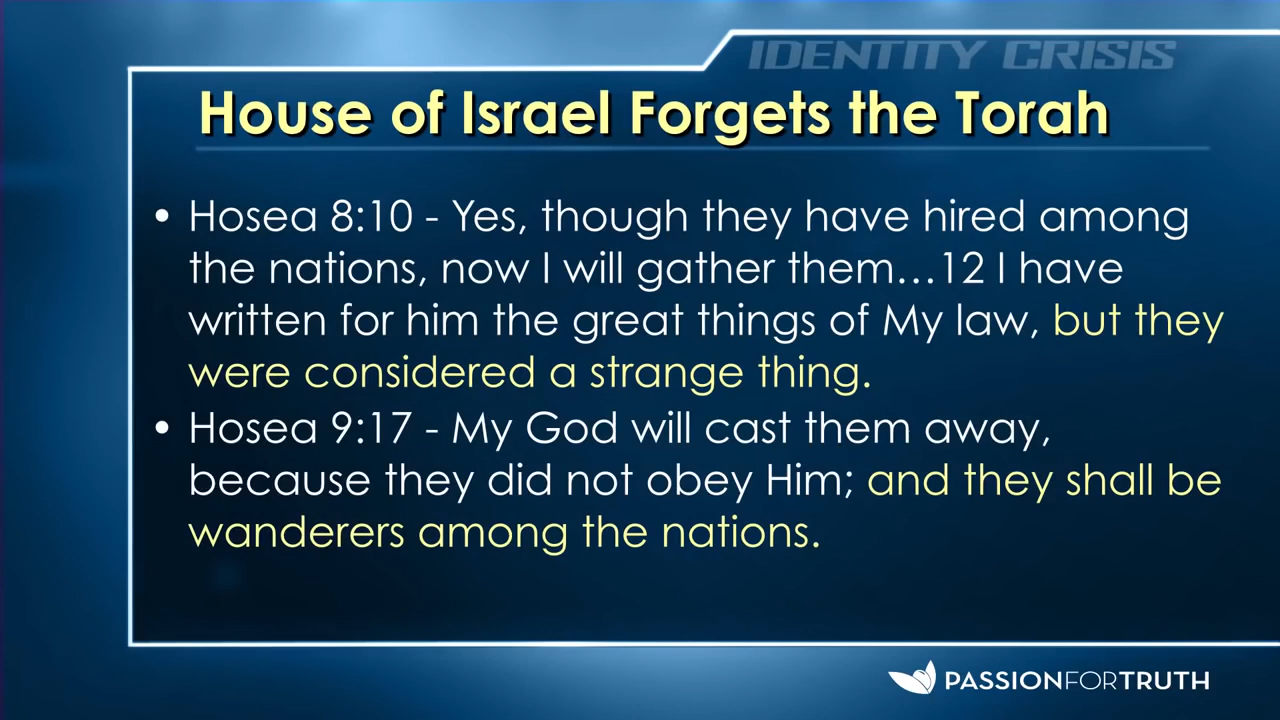 IDENTITY CRISIS
House of Israel Forgets the Torah
• Hosea 8:10 - Yes, though they have hired among
the nations, now I will gather them…12 I have
written for him the great things of My law, but they
were considered a strange thing.
• Hosea 9:17 - My God will cast them away,
because they did not obey Him; and they shall be
wanderers among the nations.
PASSIONFORTRUTH